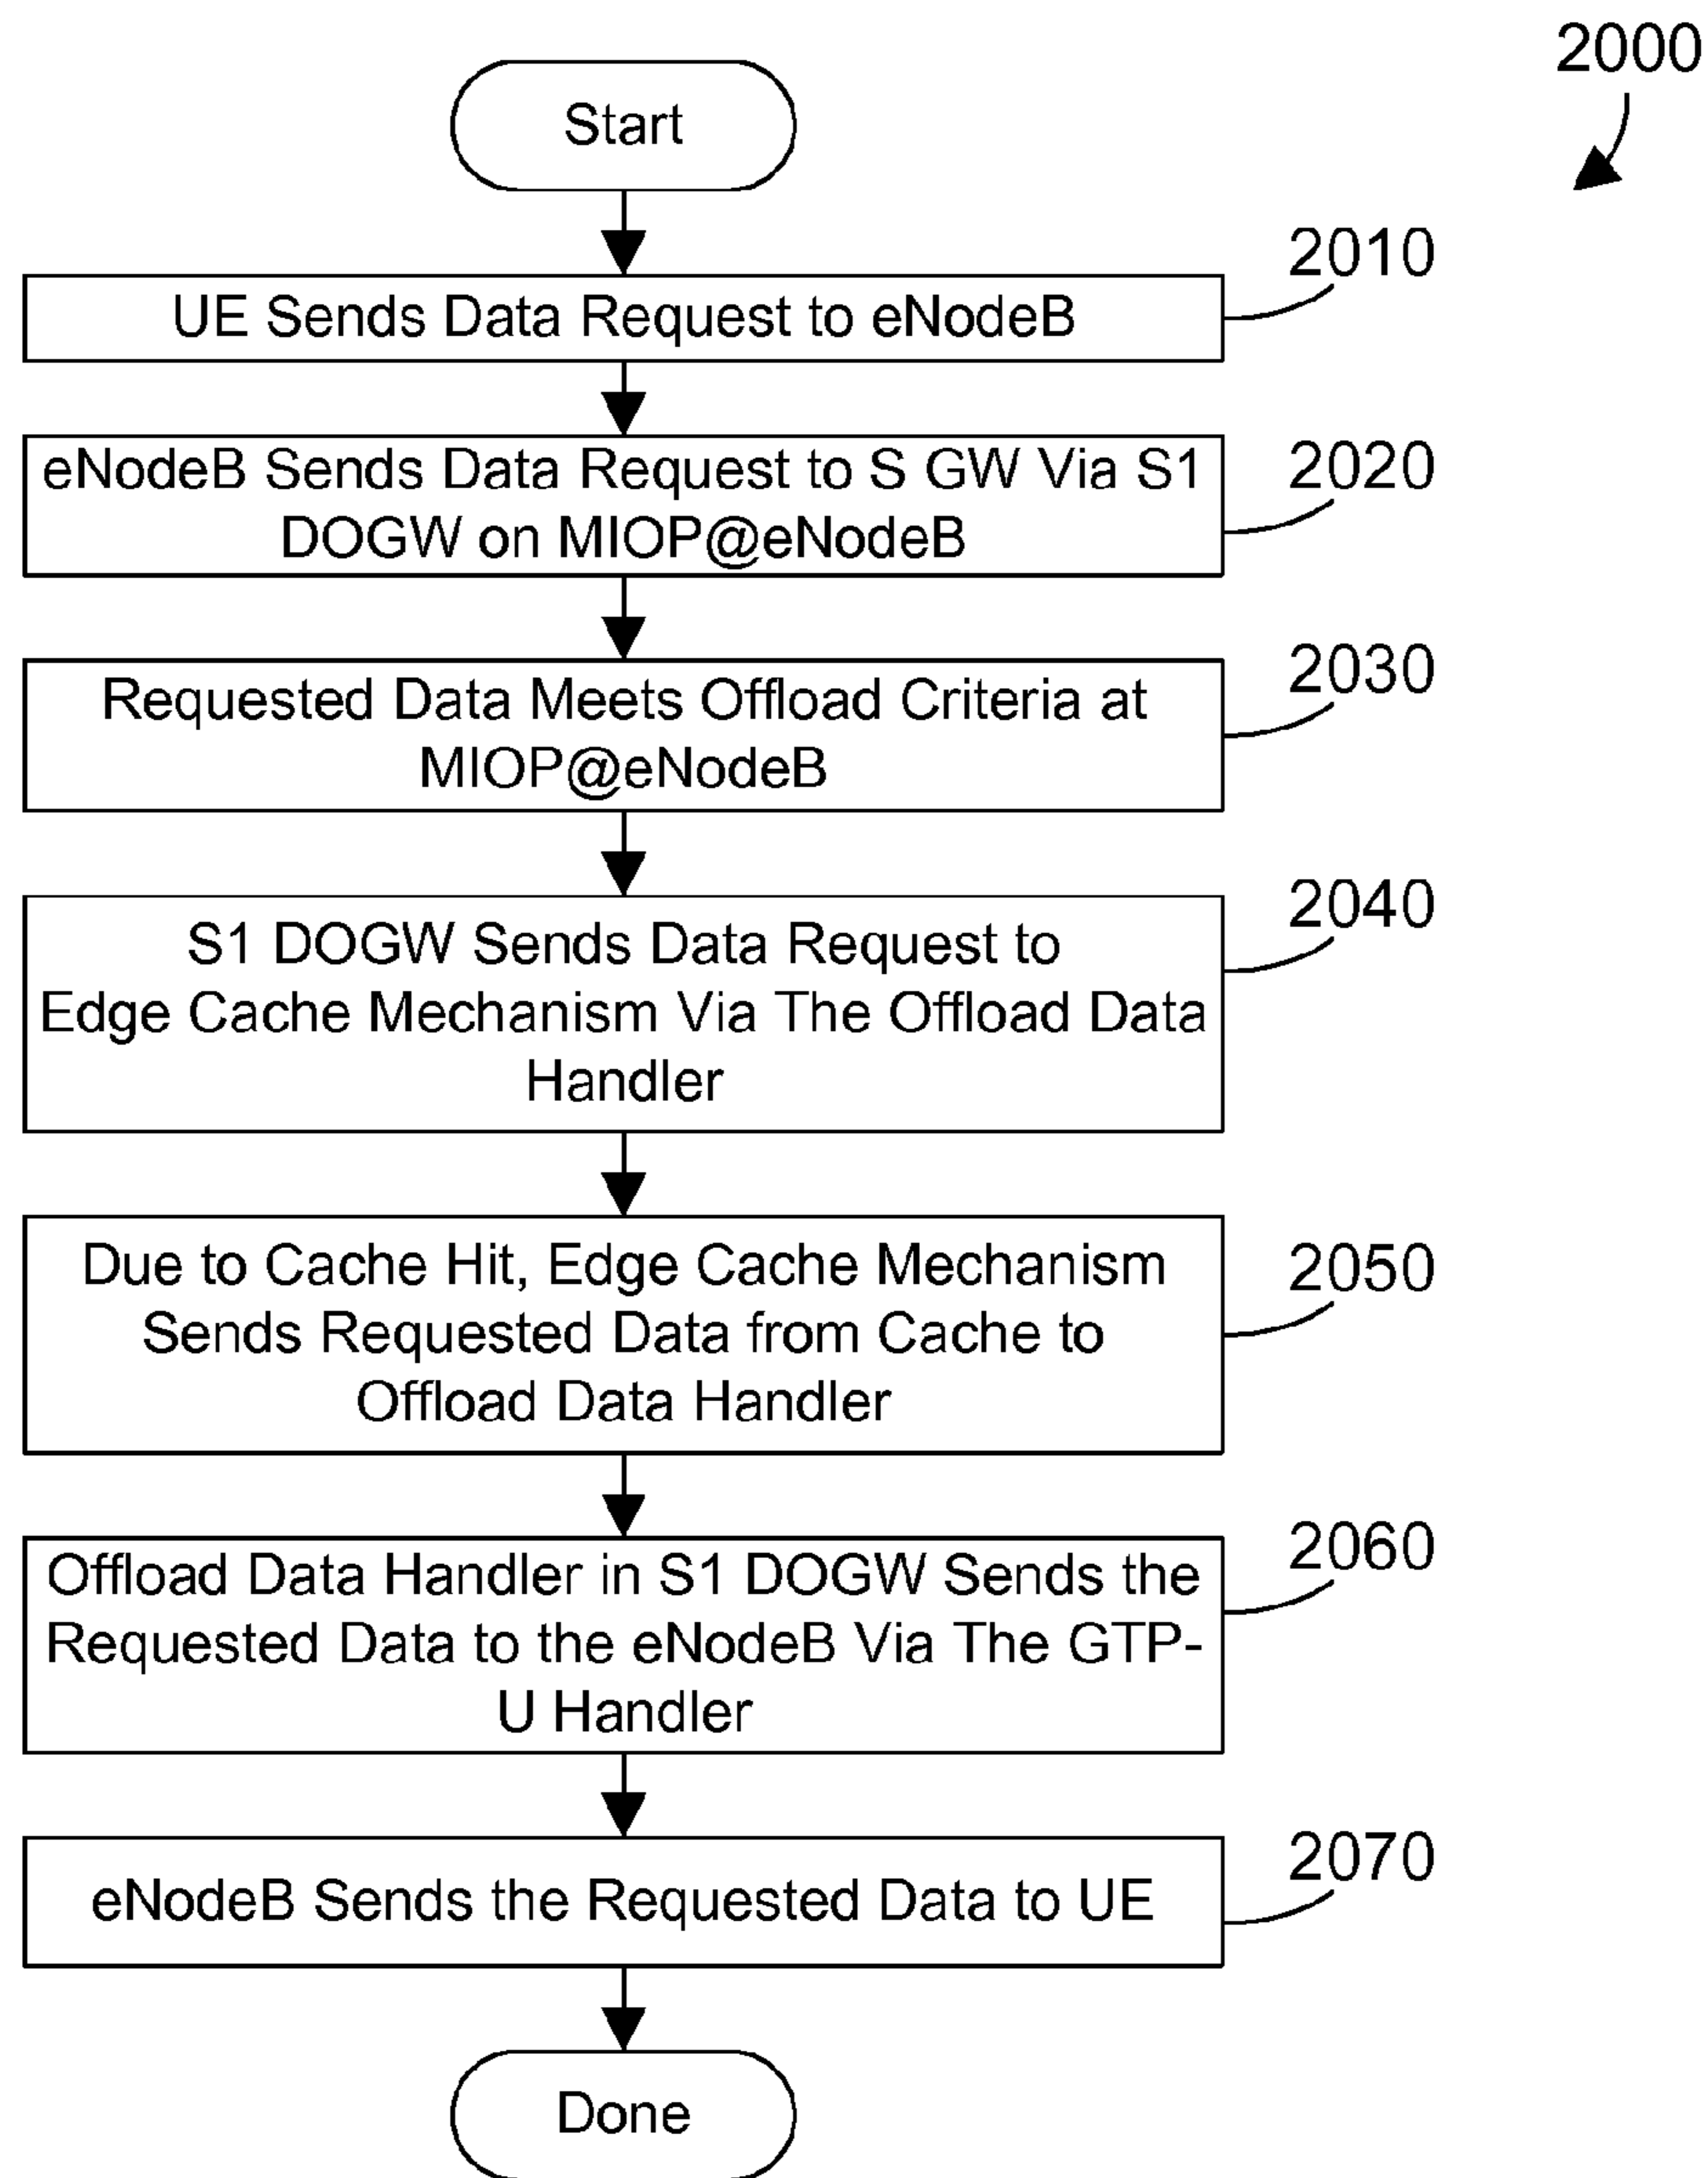 2000
Start
2010
UE Sends Data Request to eNodeB
2020
eNodeB Sends Data Request to S GW Via S1
DOGW on MIOP@eNodeB
2030
Requested Data Meets Offload Criteria at
MIOP@eNodeB
2040
S1 DOGW Sends Data Request to
Edge Cache Mechanism Via The Offload Data
Handler
2050
Due to Cache Hit, Edge Cache Mechanism
Sends Requested Data from Cache to
Offload Data Handler
2060
Offload Data Handler in S1 DOGW Sends the
Requested Data to the eNodeB Via The GTP-
U Handler
2070
eNodeB Sends the Requested Data to UE
Done